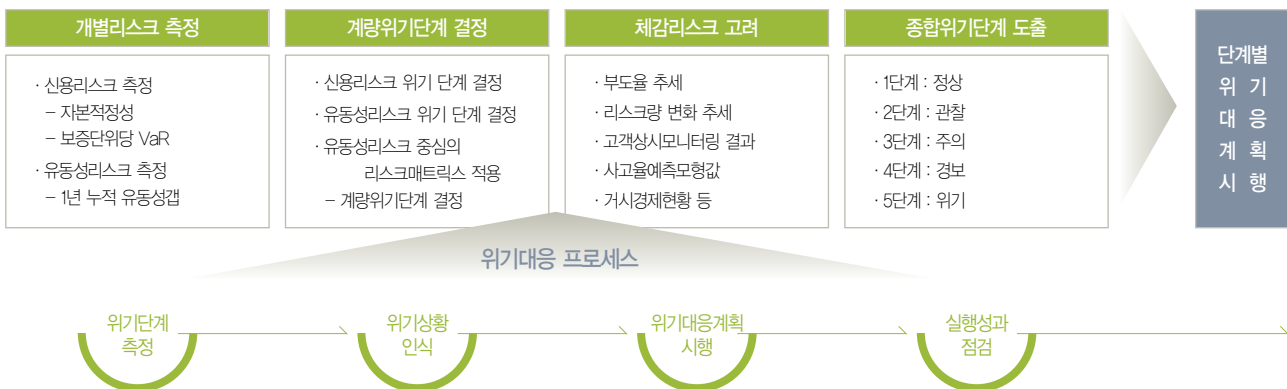 개별리스크 측정
· 신용리스크 측정
– 자본적정성
– 보증단위당 VaR
· 유동성리스크 측정
– 1년 누적 유동성갭
계량위기단계 결정
· 신용리스크 위기 단계 결정
· 유동성리스크 위기 단계 결정
· 유동성리스크 중심의
리스크매트릭스 적용
– 계량위기단계 결정
체감리스크 고려
· 부도율 추세
· 리스크량 변화 추세
· 고객상시모니터링 결과
· 사고율예측모형값
· 거시경제현황 등
종합위기단계 도출
· 1단계 : 정상
· 2단계 : 관찰
· 3단계 : 주의
· 4단계 : 경보
· 5단계 : 위기
단계별
위 기
대 응
계 획
시 행
위기대응 프로세스
위기단계
측정
위기상황
인식
위기대응계획
시행
실행성과
점검